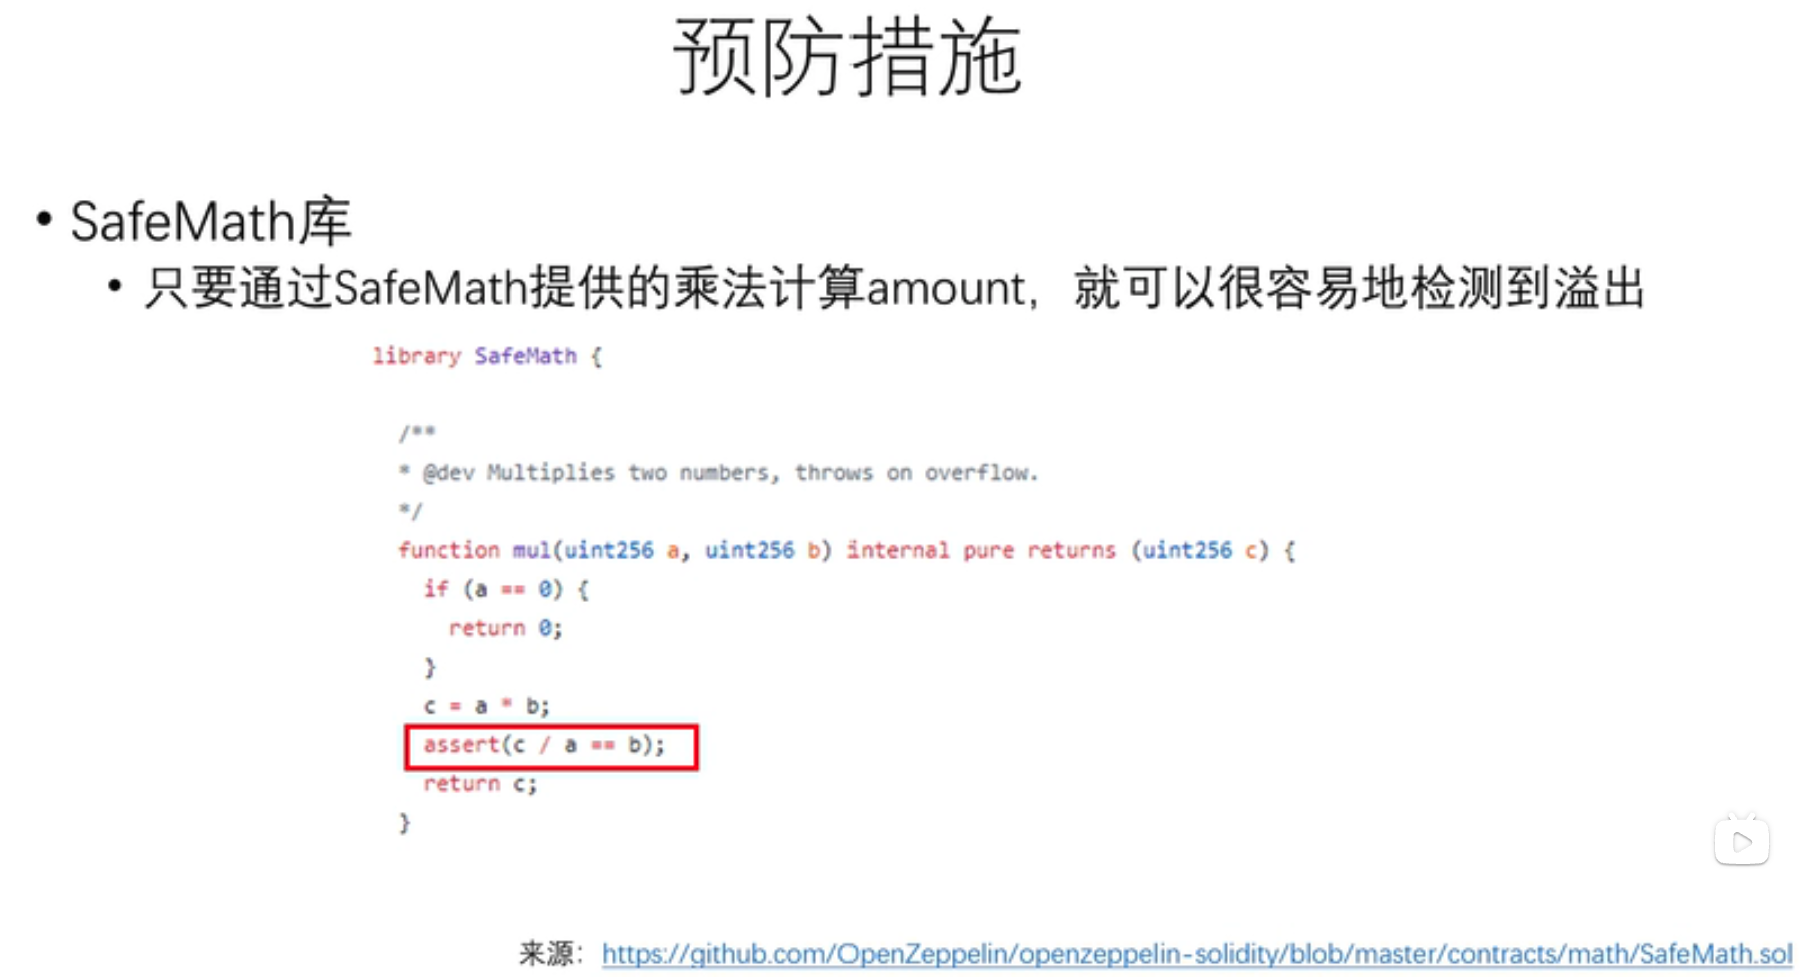 预防措施
• SafeMath库
• 只要通过SafeMath提供的乘法计算amount，就可以很容易地检测到溢出
library SafeMath {
/**
* @dev Multiplies two numbers, throws on overflow.
*/
function mul(uint256 a, uint256 b) internal pure returns (uint256 c) {
if (a == 0) {
return 0;
}
c = a * b;
assert(c / a == b);
return c;
}
来源：https://github.com/OpenZeppelin/openzeppelin-solidity/blob/master/contracts/math/SafeMath.sol